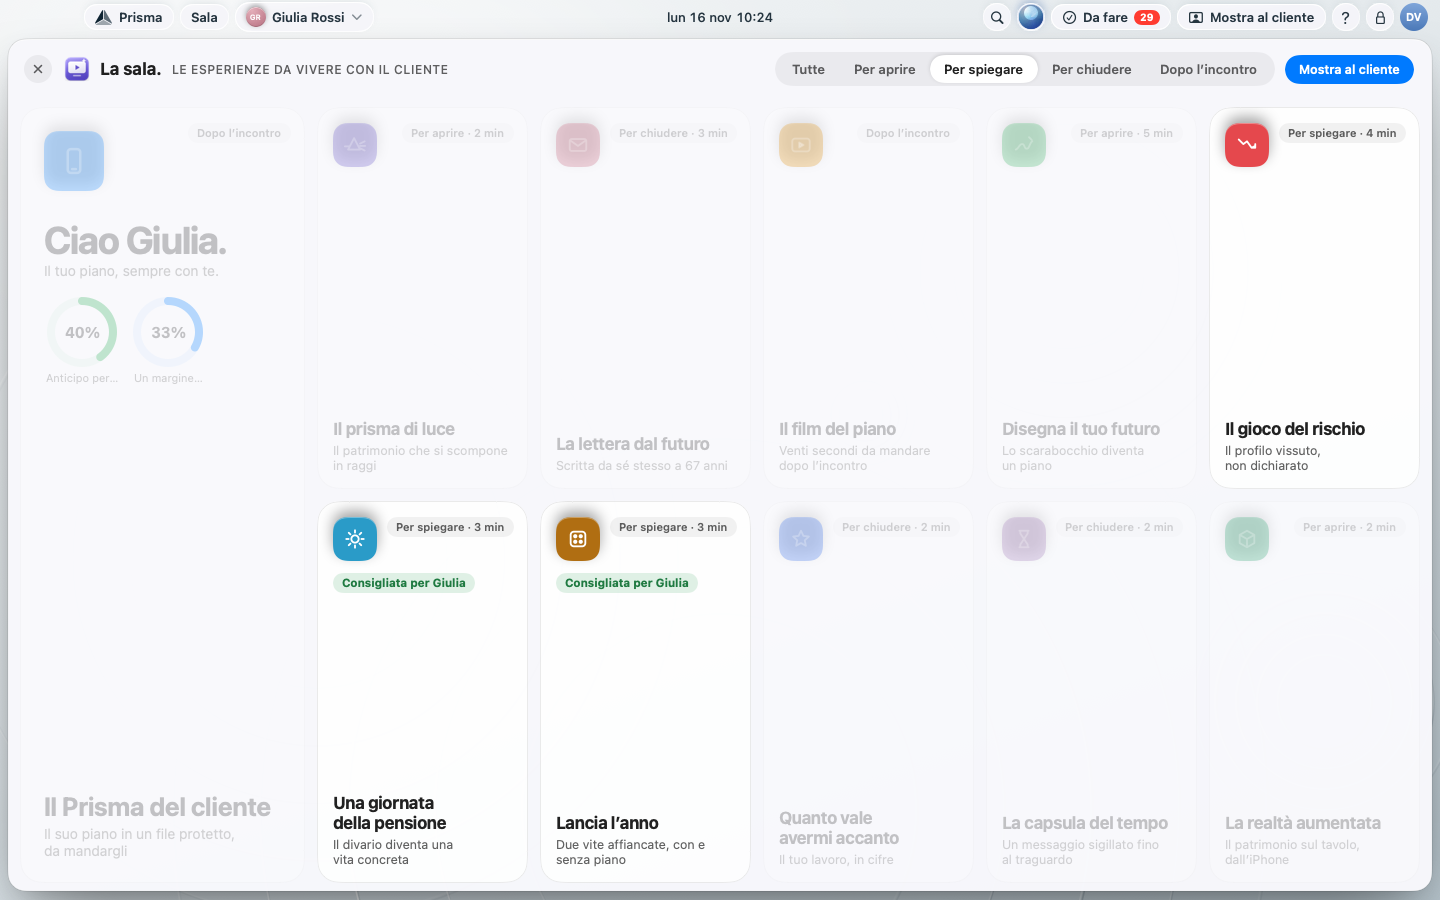 Prisma
Sala
GR
Giulia Rossi
lun 16 nov 10:24
Da fare 29
Mostra al cliente
?
DV
La sala.
LE ESPERIENZE DA VIVERE CON IL CLIENTE
Tutte
Per aprire
Per spiegare
Per chiudere
Dopo l’incontro
Mostra al cliente
Dopo l’incontro
Ciao Giulia.
Il tuo piano, sempre con te.
40%
33%
Anticipo per...
Un margine...
Il Prisma del cliente
Il suo piano in un file protetto,
da mandargli
Per aprire · 2 min
Il prisma di luce
Il patrimonio che si scompone
in raggi
Per chiudere · 3 min
La lettera dal futuro
Scritta da sé stesso a 67 anni
Dopo l’incontro
Il film del piano
Venti secondi da mandare
dopo l’incontro
Per aprire · 5 min
Disegna il tuo futuro
Lo scarabocchio diventa
un piano
Per spiegare · 4 min
Il gioco del rischio
Il profilo vissuto,
non dichiarato
Per spiegare · 3 min
Consigliata per Giulia
Una giornata
della pensione
Il divario diventa una
vita concreta
Per spiegare · 3 min
Consigliata per Giulia
Lancia l’anno
Due vite affiancate, con e
senza piano
Per chiudere · 2 min
Quanto vale
avermi accanto
Il tuo lavoro, in cifre
Per chiudere · 2 min
La capsula del tempo
Un messaggio sigillato fino
al traguardo
Per aprire · 2 min
La realtà aumentata
Il patrimonio sul tavolo,
dall’iPhone